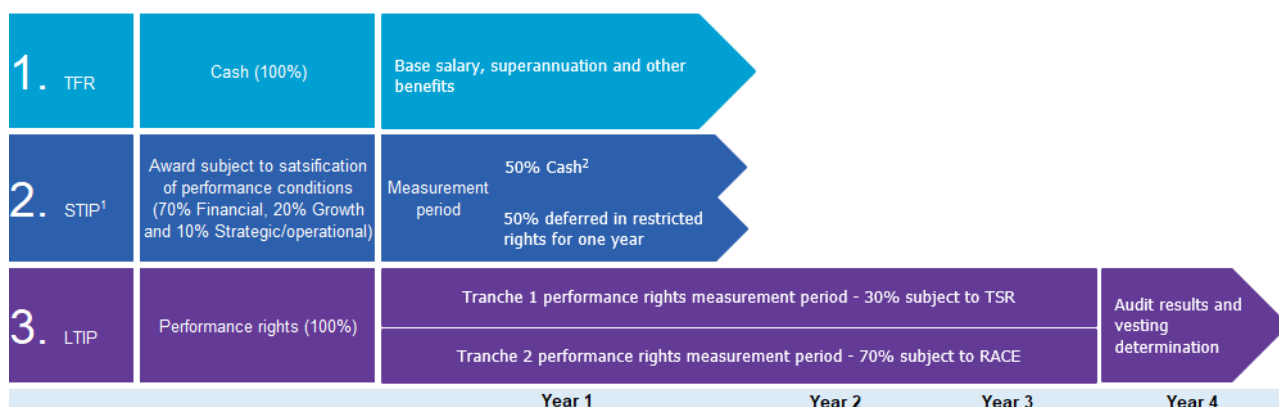 1. TFR
Cash (100%)
Base salary, superannuation and other
benefits
2. STIP1
Award subject to satsification
of performance conditions
(70% Financial, 20% Growth
and 10% Strategic/operational)
Measurement
period
50% Cash2
50% deferred in restricted
rights for one year
3. LTIP
Performance rights (100%)
Tranche 1 performance rights measurement period - 30% subject to TSR
Tranche 2 performance rights measurement period - 70% subject to RACE
Audit results and
vesting
determination
Year 1 Year 2 Year 3 Year 4